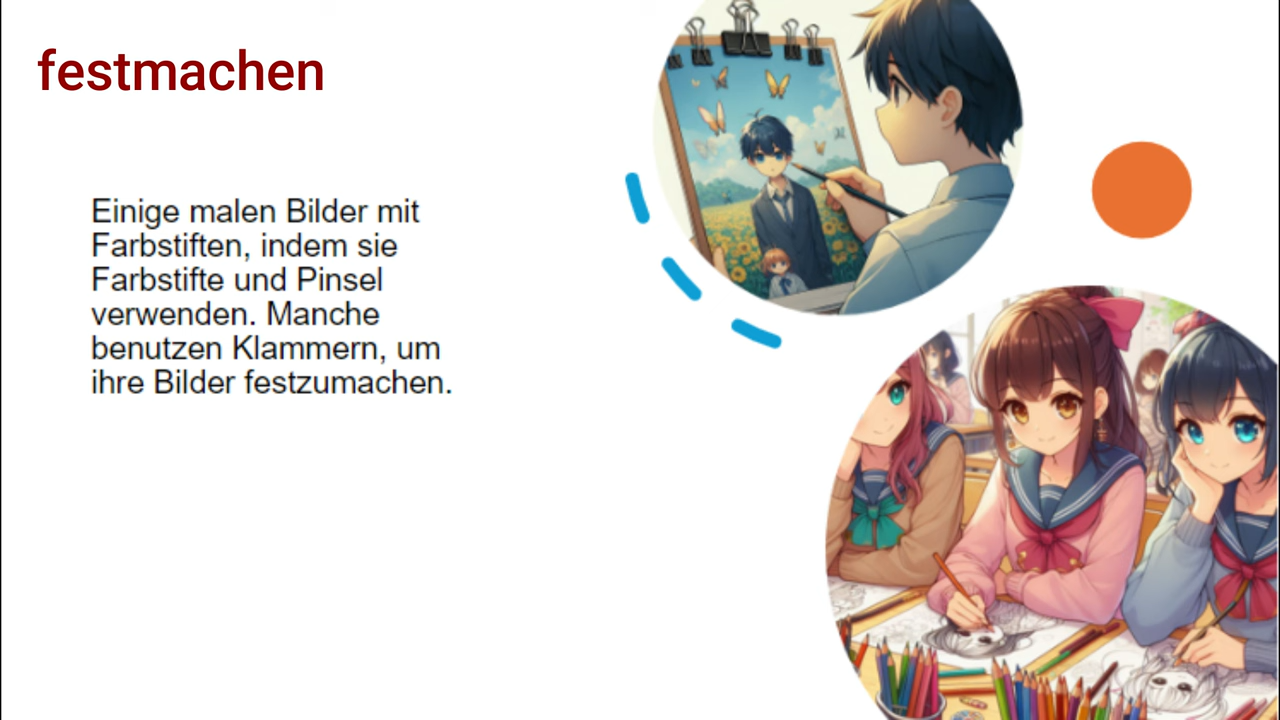 festmachen
Einige malen Bilder mit
Farbstiften, indem sie
Farbstifte und Pinsel
verwenden. Manche
benutzen Klammern, um
ihre Bilder festzumachen.